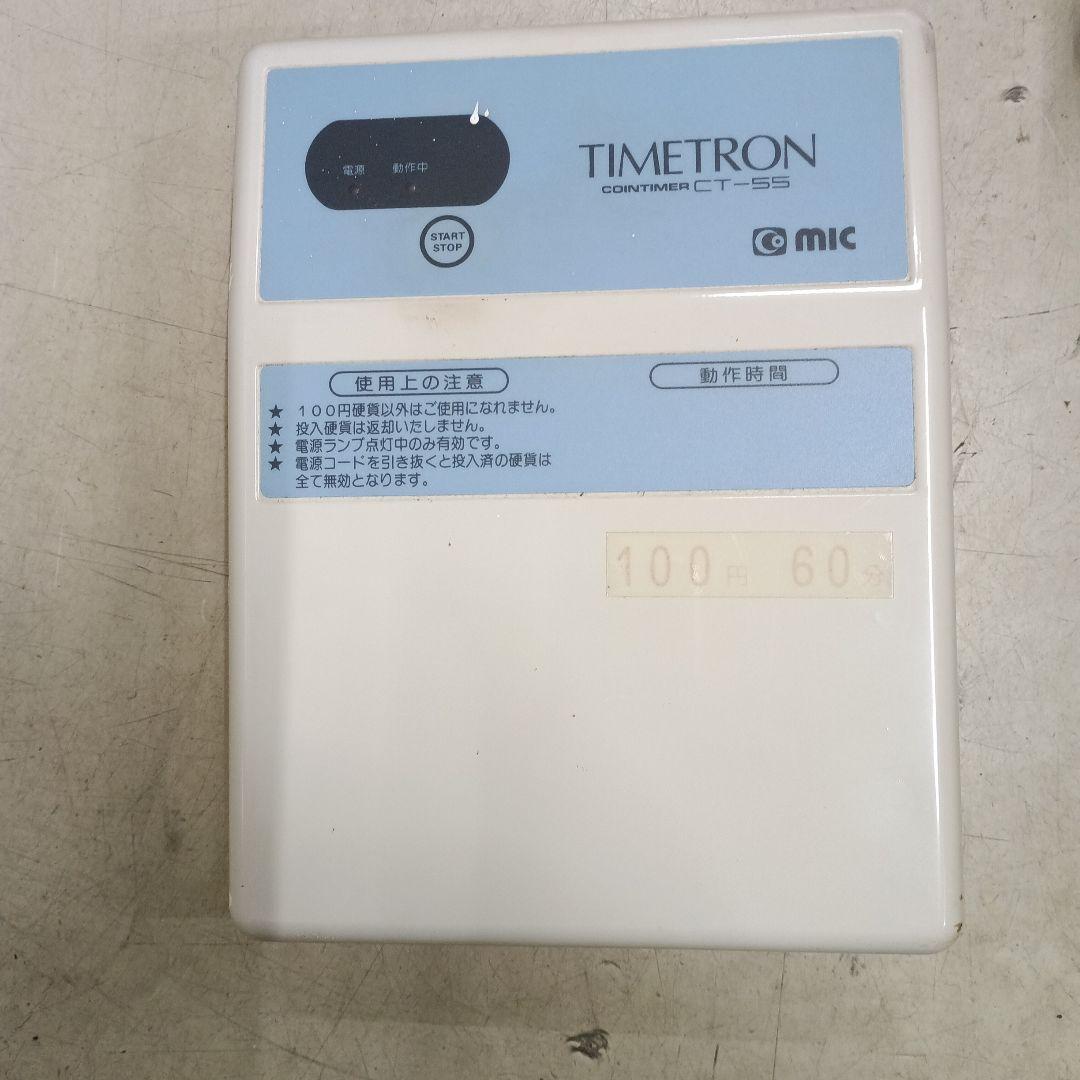 電源 動作中
START
STOP
TIMETRON
COINTIMER CT-55
mic
使用上の注意
★ 100円硬貨以外はご使用になれません。
★ 投入硬貨は返却いたしません。
★ 電源ランプ点灯中のみ有効です。
★ 電源コードを引き抜くと投入済の硬貨は
全て無効となります。
動作時間
100円 60分